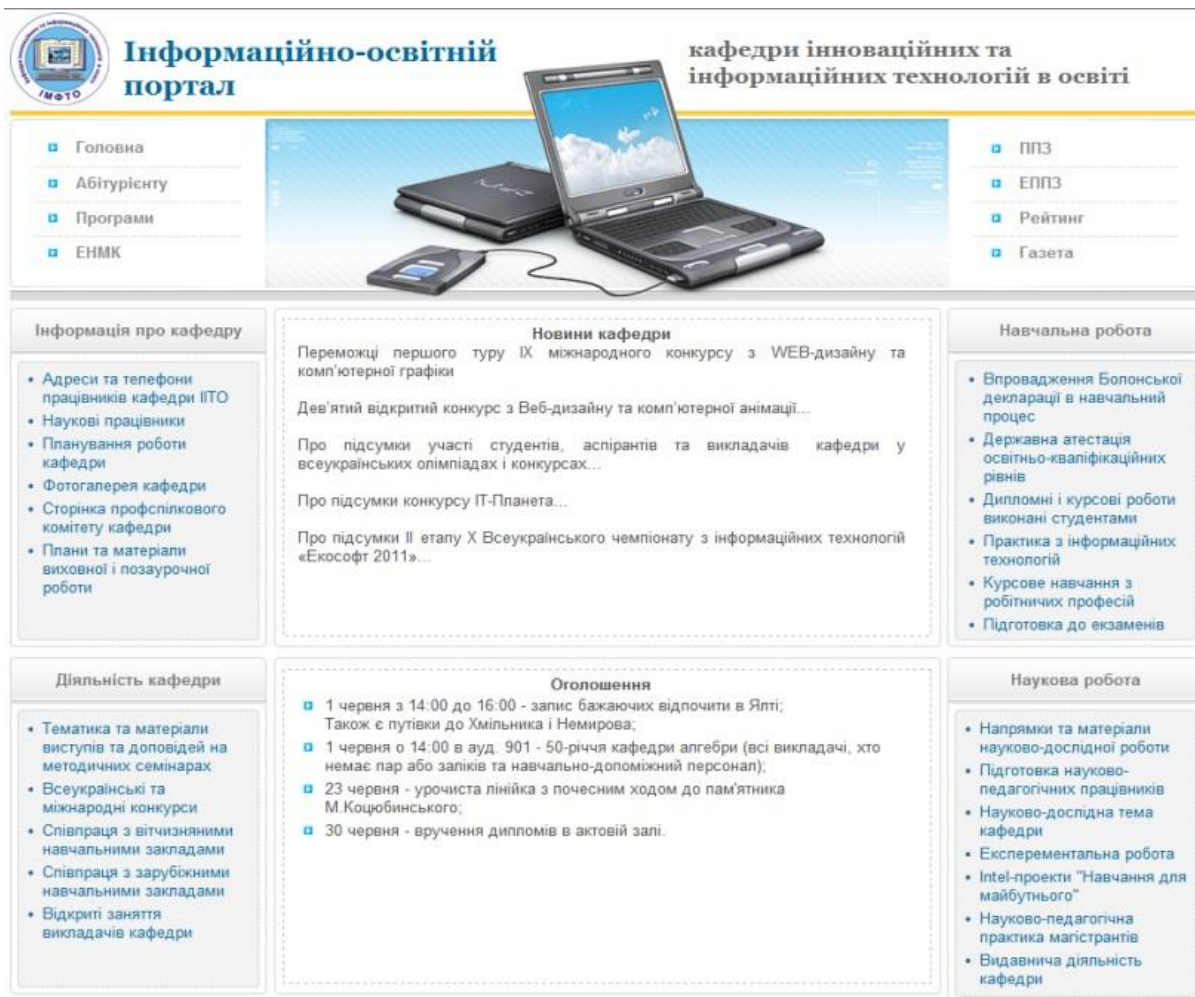 Інформаційно-освітній
портал
кафедри інноваційних та
інформаційних технологій в освіті
ІМФТО
Головна
Абітурієнту
Програми
ЕНМК
ППЗ
ЕППЗ
Рейтинг
Газета
Інформація про кафедру
• Адреси та телефони
працівників кафедри ІІТО
• Наукові працівники
• Планування роботи
кафедри
• Фотогалерея кафедри
• Сторінка профспілкового
комітету кафедри
• Плани та матеріали
виховної і позаурочної
роботи
Новини кафедри
Переможці першого туру IX міжнародного конкурсу з WEB-дизайну та
комп'ютерної графіки
Дев'ятий відкритий конкурс з Веб-дизайну та комп'ютерної анімації...
Про підсумки участі студентів, аспірантів та викладачів кафедри у
всеукраїнських олімпіадах і конкурсах...
Про підсумки конкурсу ІТ-Планета...
Про підсумки II етапу X Всеукраїнського чемпіонату з інформаційних технологій
«Екософт 2011»...
Навчальна робота
• Впровадження Болонської
декларації в навчальний
процес
• Державна атестація
освітньо-кваліфікаційних
рівнів
• Дипломні і курсові роботи
виконані студентами
• Практика з інформаційних
технологій
• Курсове навчання з
робітничих професій
• Підготовка до екзаменів
Діяльність кафедри
• Тематика та матеріали
виступів та доповідей на
методичних семінарах
• Всеукраїнські та
міжнародні конкурси
• Співпраця з вітчизняними
навчальними закладами
• Співпраця з зарубіжними
навчальними закладами
• Відкриті заняття
викладачів кафедри
Оголошення
1 червня з 14:00 до 16:00 - запис бажаючих відпочити в Ялті;
Також є путівки до Хмільника і Немирова;
1 червня о 14:00 в ауд. 901 - 50-річчя кафедри алгебри (всі викладачі, хто
немає пар або заліків та навчально-допоміжний персонал);
23 червня - урочиста лінійка з почесним ходом до пам'ятника
М.Коцюбинського;
30 червня - вручення дипломів в актовій залі.
Наукова робота
• Напрямки та матеріали
науково-дослідної роботи
• Підготовка науково-
педагогічних працівників
• Науково-дослідна тема
кафедри
• Експерементальна робота
• Intel-проекти "Навчання для
майбутнього"
• Науково-педагогічна
практика магістрантів
• Видавнича діяльність
кафедри